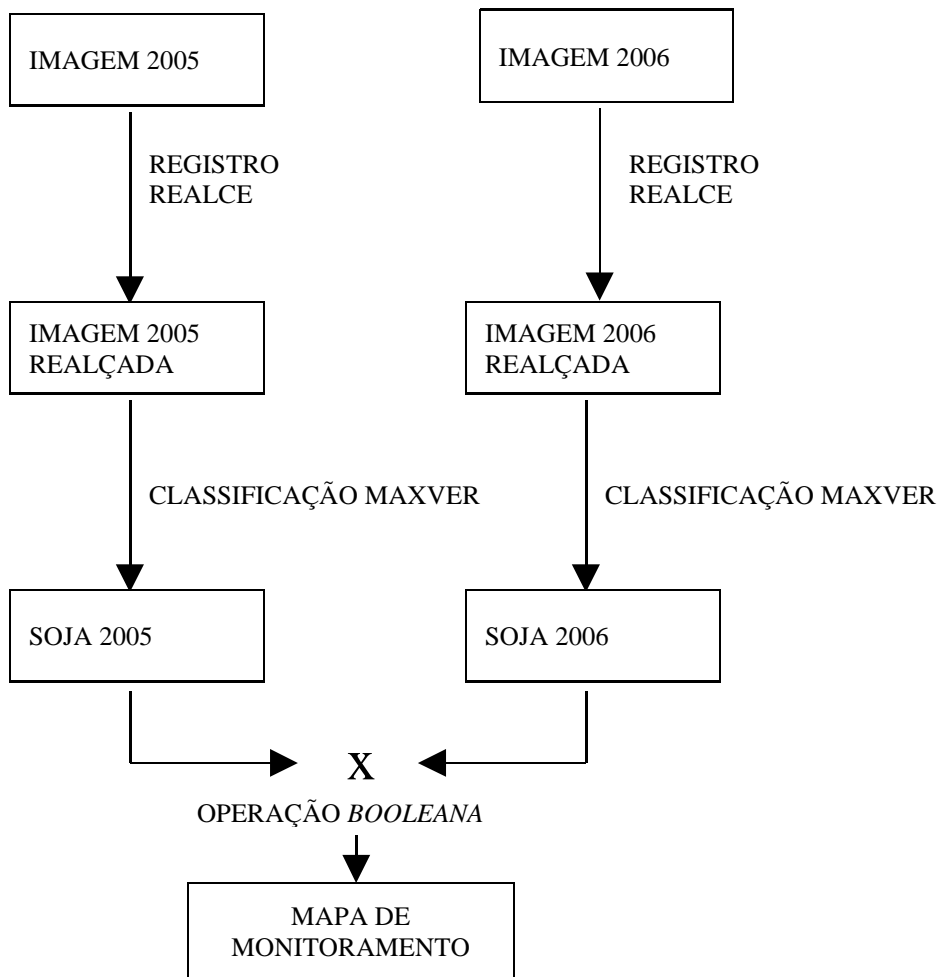 IMAGEM 2005
IMAGEM 2006
REGISTRO
REALCE
REGISTRO
REALCE
IMAGEM 2005
REALÇADA
IMAGEM 2006
REALÇADA
CLASSIFICAÇÃO MAXVER
CLASSIFICAÇÃO MAXVER
SOJA 2005
SOJA 2006
X
OPERAÇÃO BOOLEANA
MAPA DE
MONITORAMENTO